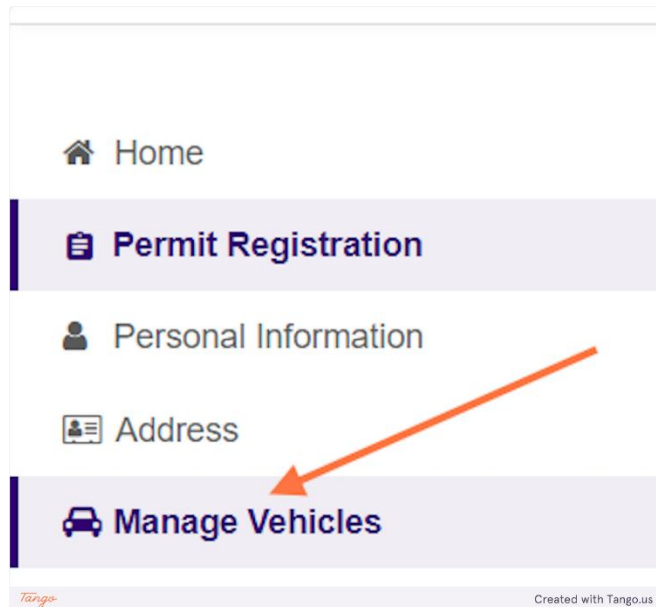 Home
Permit Registration
Personal Information
Address
Manage Vehicles
Tango Created with Tango.us